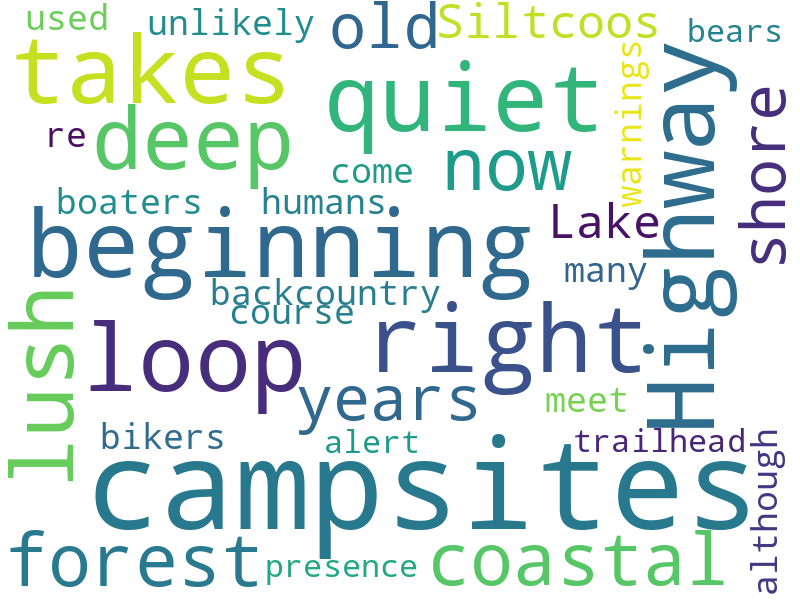 used
unlikely
old
Siltcoos
bears
takes
quiet
warnings
Highway
shore
re
deep
come
now
boaters
humans
Lake
beginning
many
backcountry
course
lush
loop
right
years
meet
bikers
alert
trailhead
although
campsites
forest
presence
coastal